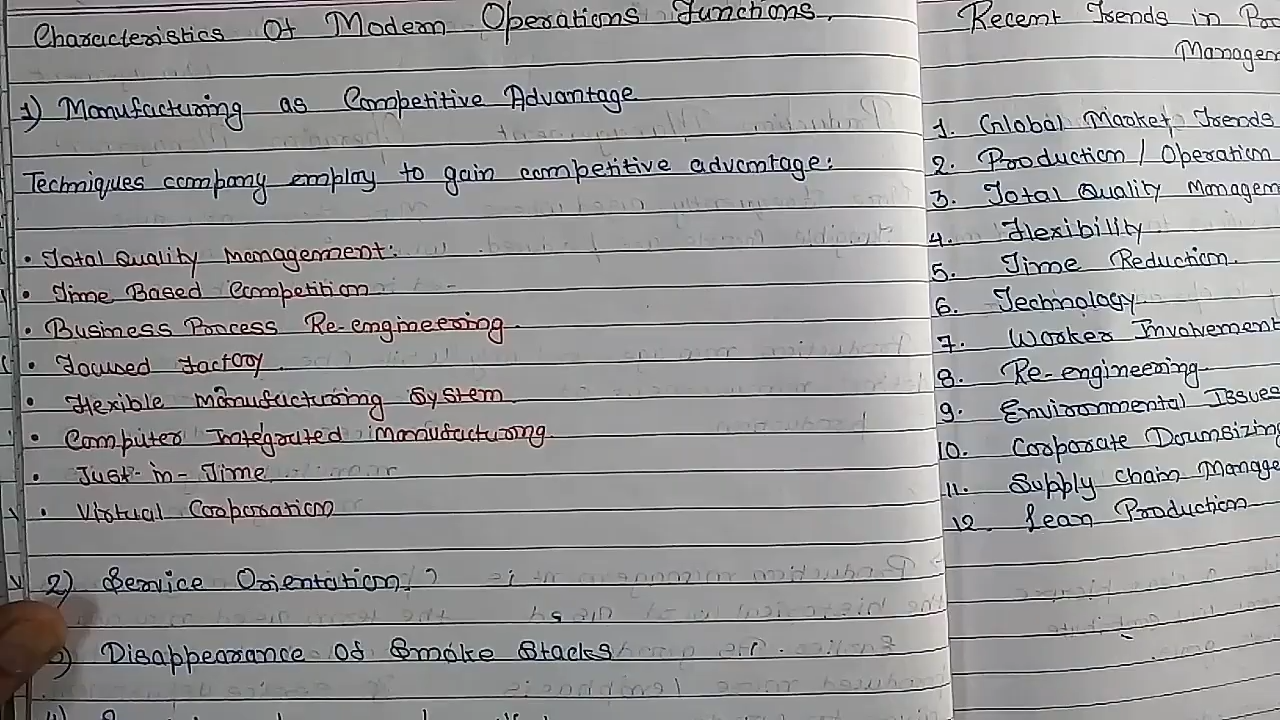 Characteristics Of Modern Operations Functions.
1) Manufacturing as Competitive Advantage
Techniques company employ to gain competitive advantage:
• Total Quality Management:
• Time Based Competition
• Business Process Re-engineering
• Focused Factory.
• Flexible Manufacturing System
• Computer Integrated Manufacturing
• Just-in-Time
• Virtual Corporation
2) Service Orientation
3) Disappearance Of Smoke Stacks
Recent Trends in
1. Global Market Trends
2. Production / Operation
3. Total Quality Managem
4. Flexibility
5. Time Reduction.
6. Technology
7. Worker Involvement
8. Re-engineering
9. Environmental Issues
10. Corporate Downsizing
11. Supply Chain Manage
12. Lean Production